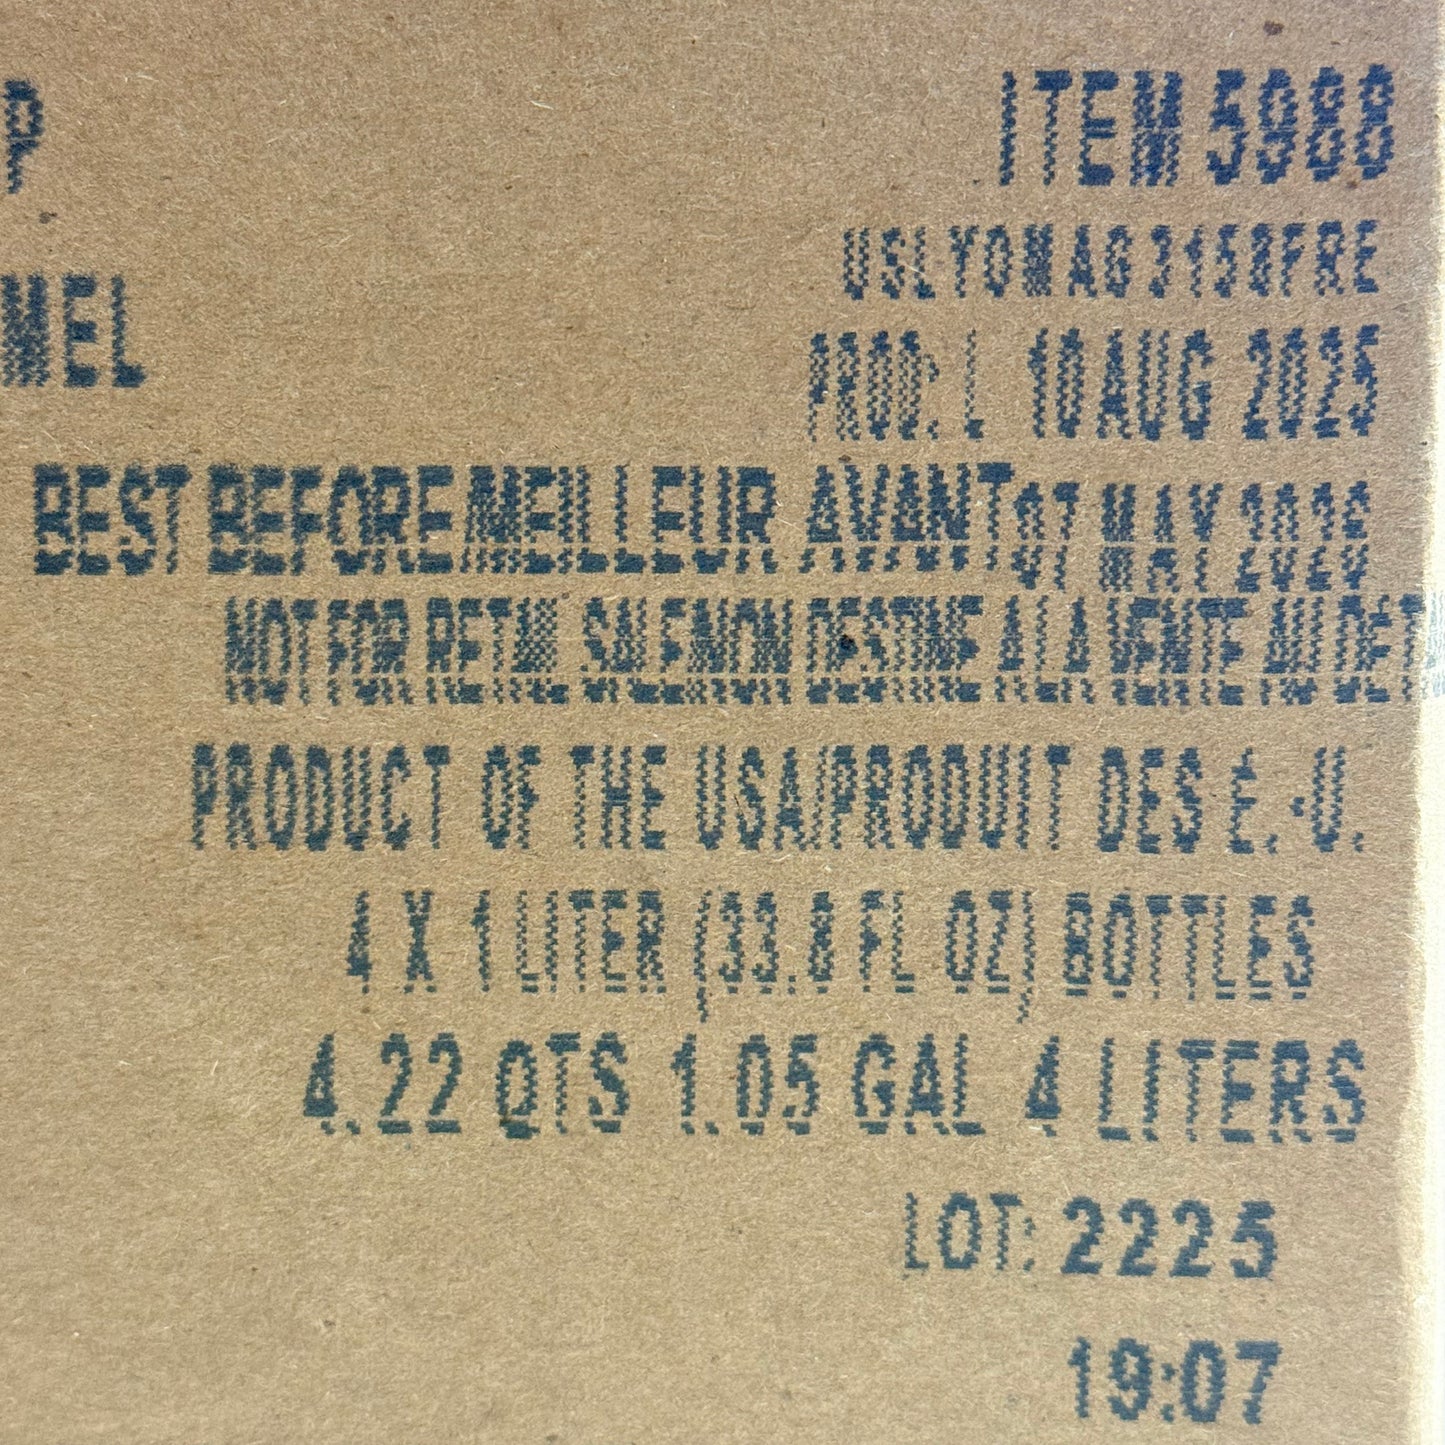 P
ITEM 5988
USLYOMAG3158FRE
MEL
PROD: L 10AUG 2025
BEST BEFORE/MEILLEUR AVANT 07 MAY 2026
NOT FOR RETAIL SALE/NON DESTINE A LA VENTE AU DET
PRODUCT OF THE USA/PRODUIT DES É.-U.
4 X 1 LITER (33.8 FL OZ) BOTTLES
4.22 QTS 1.05 GAL 4 LITERS
LOT: 2225
19:07